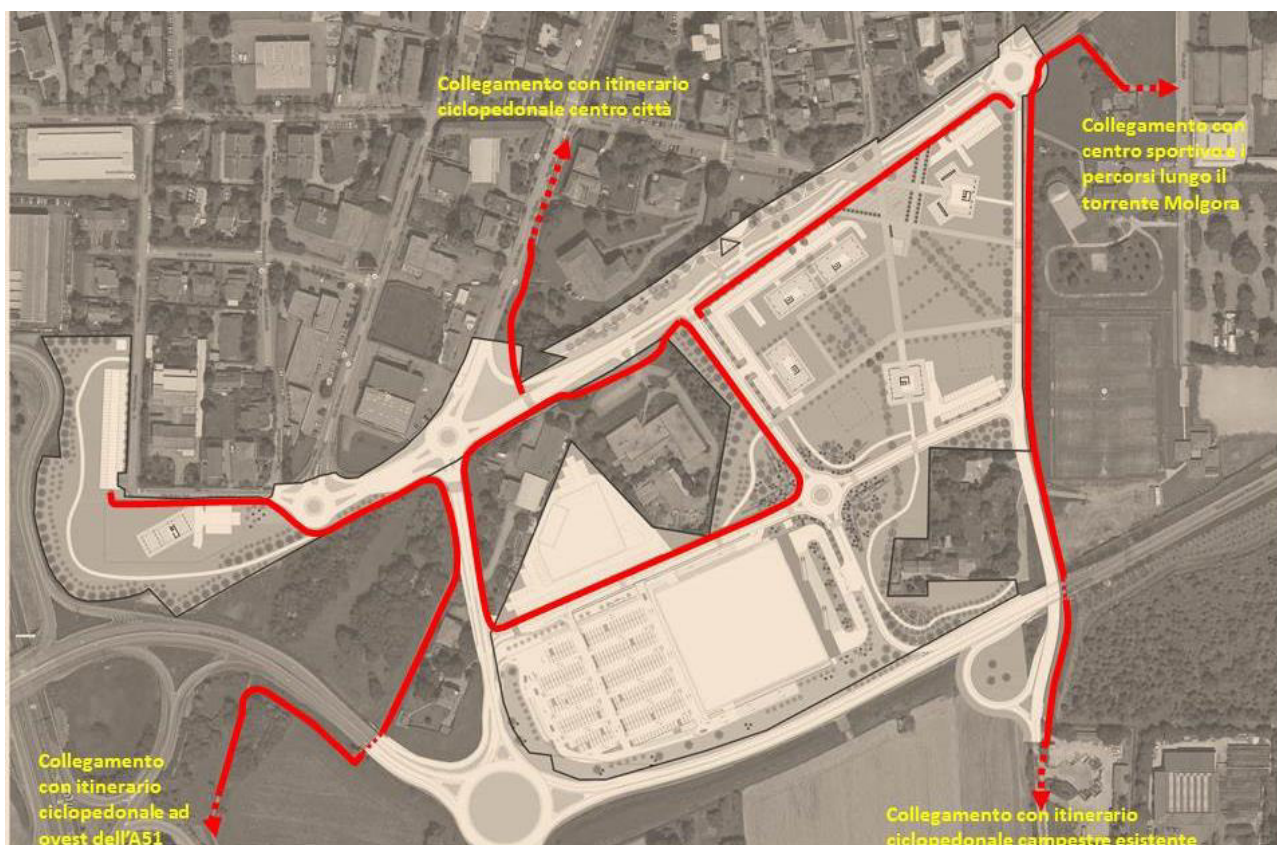 Collegamento con itinerario
ciclopedonale centro città
Collegamento con
centro sportivo e i
percorsi lungo il
torrente Molgora
Collegamento
con itinerario
ciclopedonale ad
ovest dell'A51
Collegamento con itinerario
ciclopedonale campestre esistente